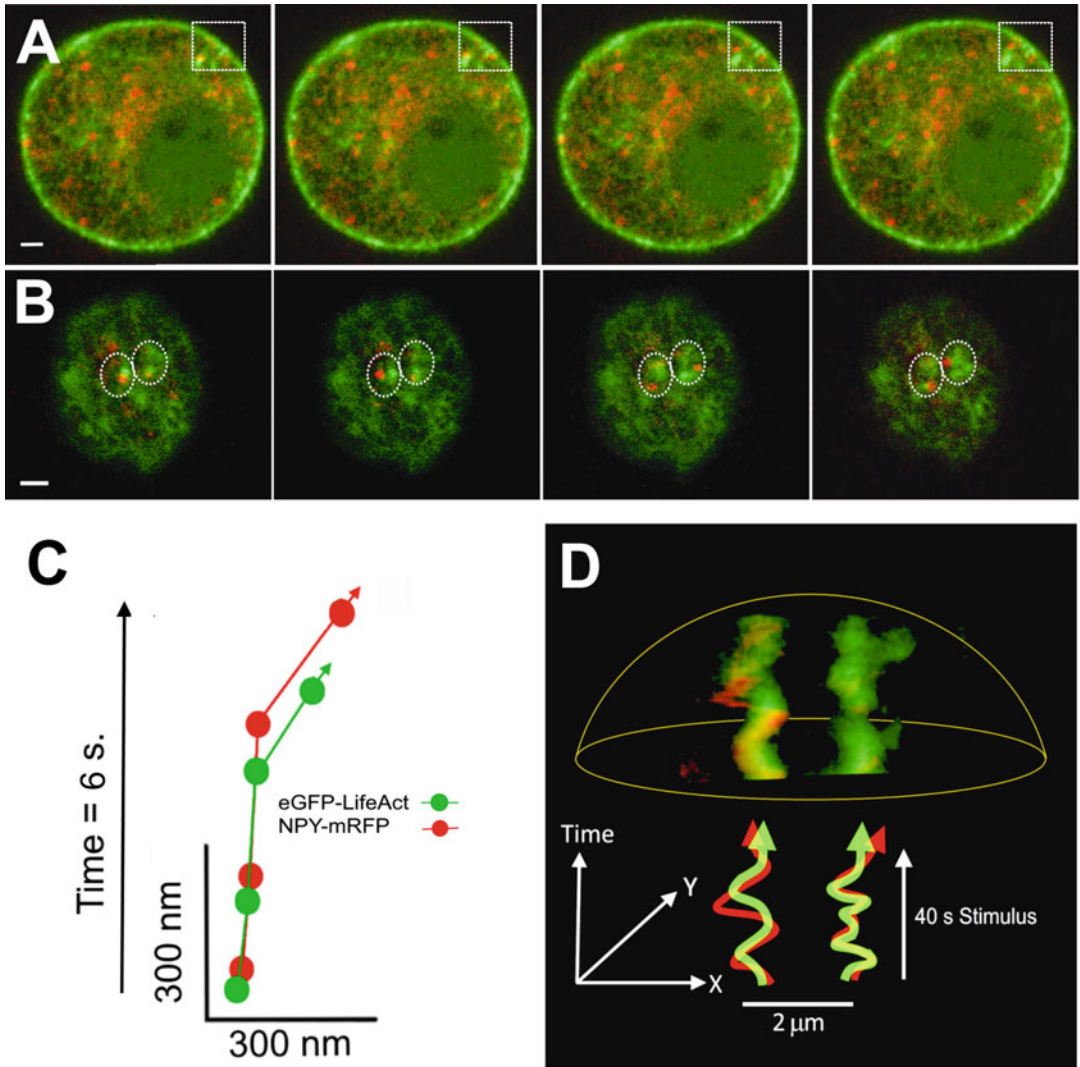 A
B
C
Time = 6 s.
300 nm
300 nm
eGFP-LifeAct
NPY-mRFP
D
Time
Y
X
40 s Stimulus
2 μm